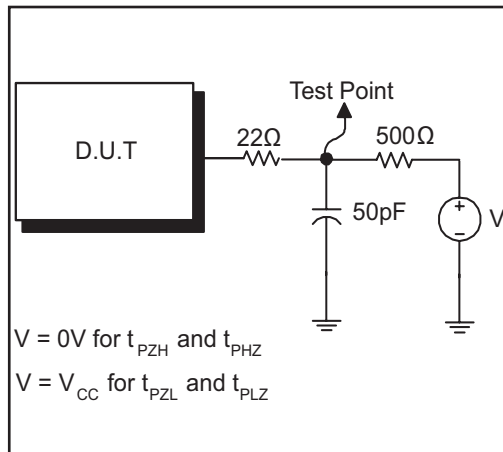 Test Point
D.U.T
22Ω
500Ω
50pF
+
−
V
V = 0V for tPZH and tPHZ
V = VCC for tPZL and tPLZ